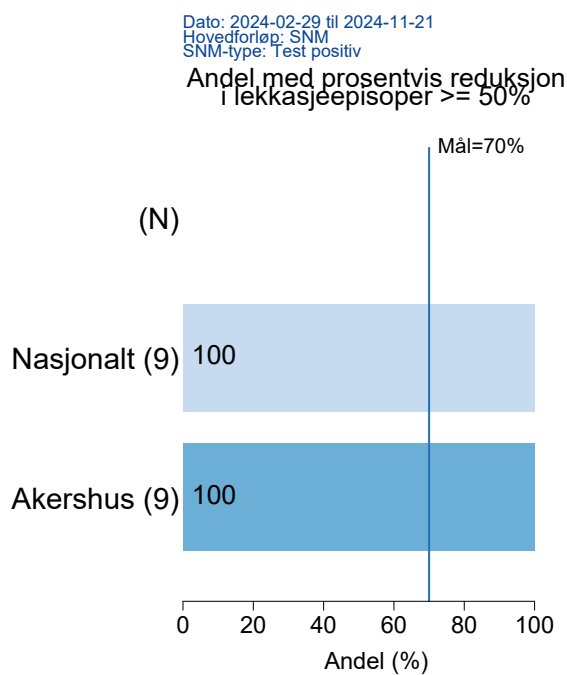 Dato: 2024-02-29 til 2024-11-21
Hovedforløp: SNM
SNM-type: Test positiv
Andel med prosentvis reduksjon
i lekkasjeepisoper >= 50%
Mål=70%
(N)
Nasjonalt (9)
100
Akershus (9)
100
0 20 40 60 80 100
Andel (%)